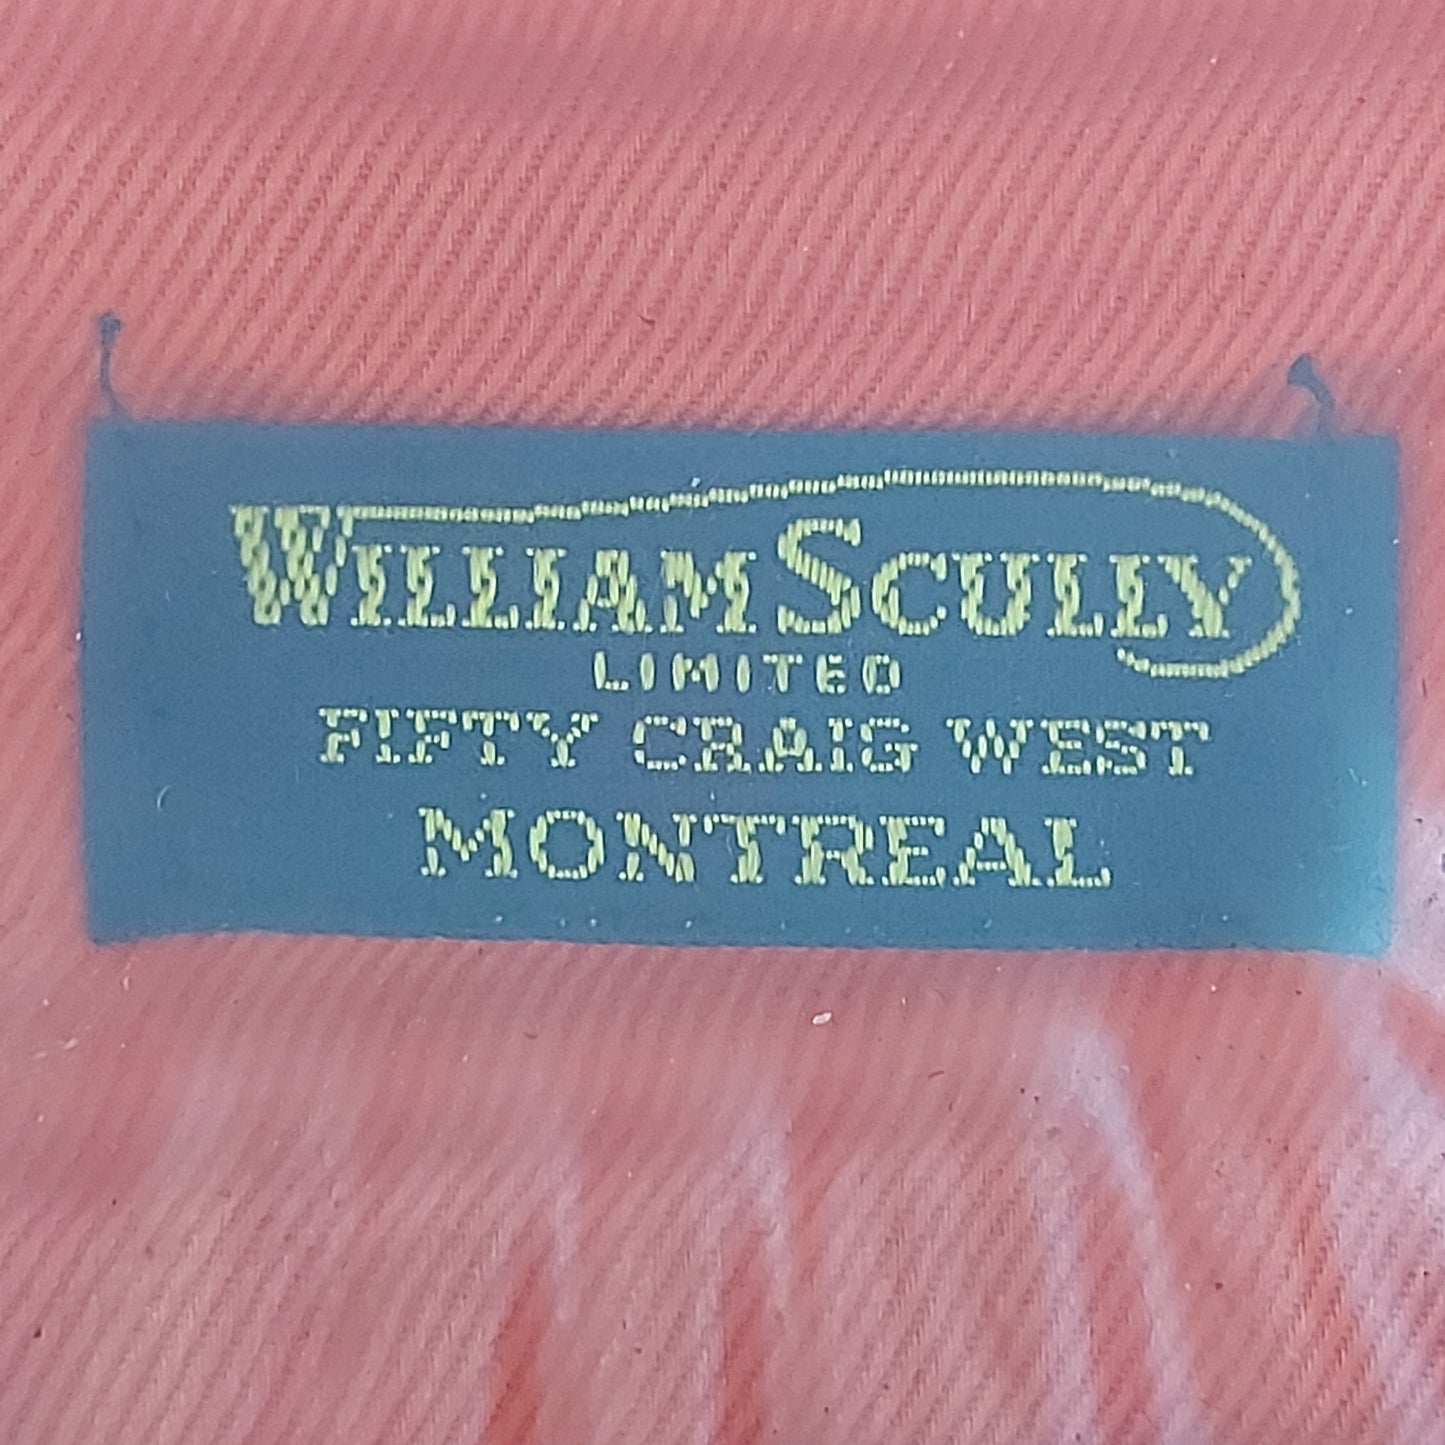 WILLIAM SCULLY
LIMITED
FIFTY CRAIG WEST
MONTREAL